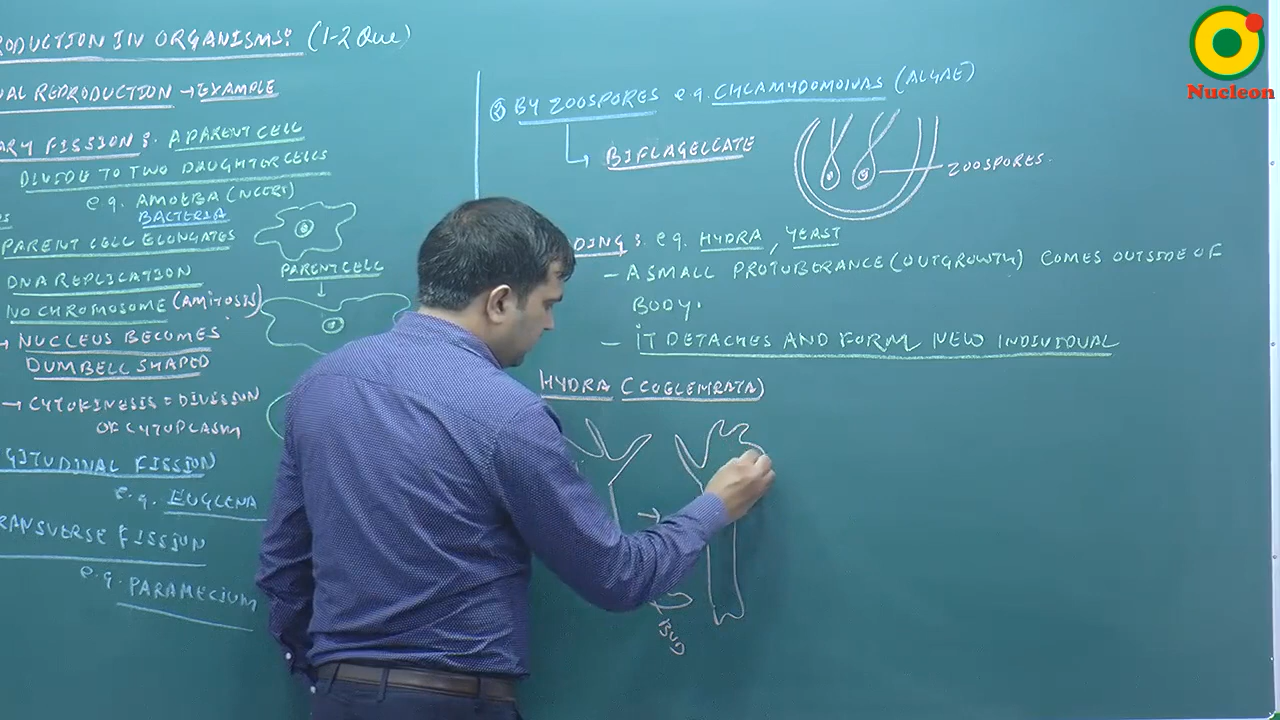 RODUCTION IN ORGANISMS: (1-2 Que)
UAL REPRODUCTION → EXAMPLE
ARY FISSION: A PARENT CELL
DIVIDE TO TWO DAUGHTER CELLS
e.g. AMOEBA (NCERT)
BACTERIA
PARENT CELL ELONGATES
PARENT CELL
DNA REPLICATION
NO CHROMOSOME (AMITOSIS)
→ NUCLEUS BECOMES
DUMBELL SHAPED
→ CYTOKINESIS = DIVISION
OF CYTOPLASM
GITUDINAL FISSION
e.g. EUGLENA
RANSVERSE FISSION
e.g. PARAMECIUM
BY ZOOSPORES e.g. CHLAMYDOMONAS (ALGAE)
BIFLAGELLATE
ZOOSPORES.
DING: e.g. HYDRA, YEAST
- A SMALL PROTUBERANCE (OUTGROWTH) COMES OUTSIDE OF
BODY.
- IT DETACHES AND FORM NEW INDIVIDUAL
HYDRA (COELEMRATA)
BUD
Nucleon